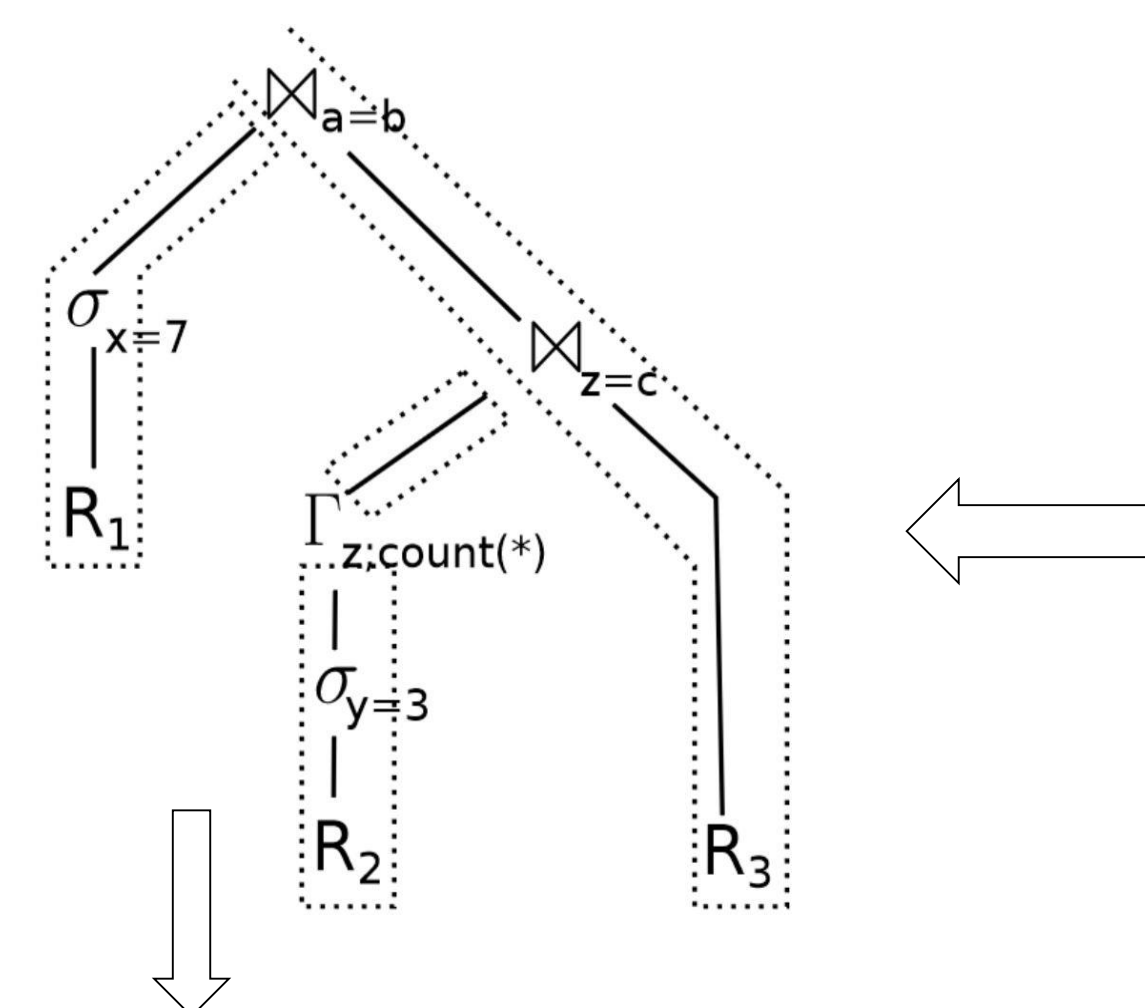 ⋈a=b
σx=7
⋈z=c
R1
Γz;count(*)
σy=3
R2
R3